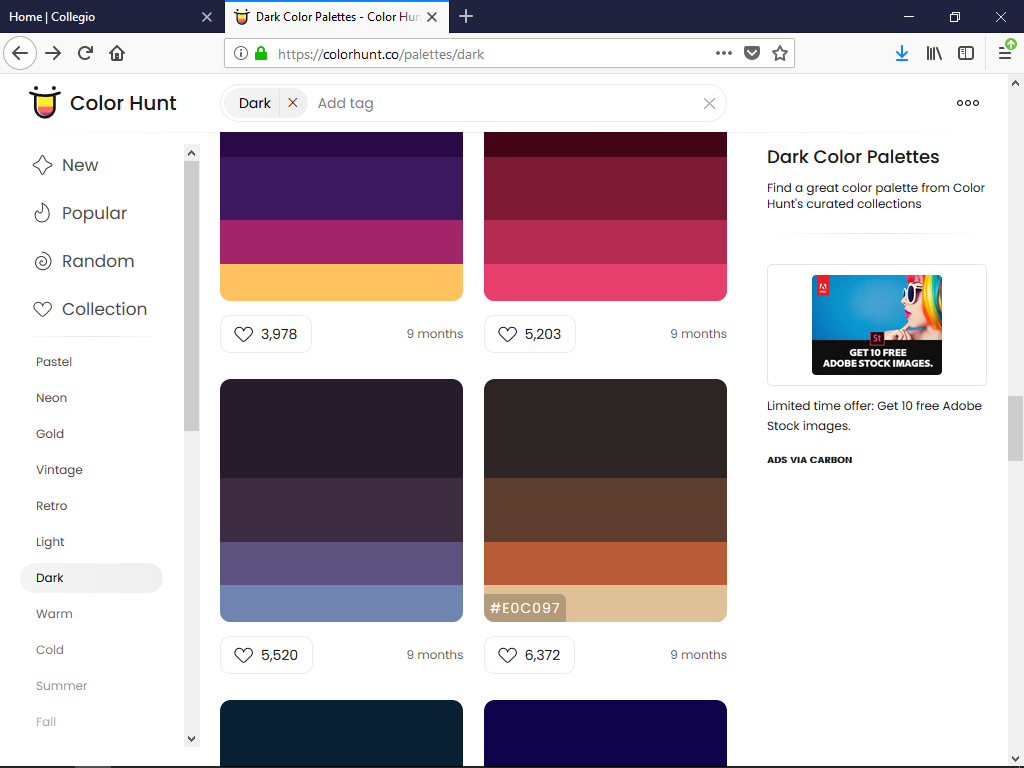 Home | Collegio
Dark Color Palettes - Color Hun
https://colorhunt.co/palettes/dark
Color Hunt
Dark
Add tag
New
Popular
Random
Collection
Pastel
Neon
Gold
Vintage
Retro
Light
Dark
Warm
Cold
Summer
Fall
3,978
9 months
5,203
9 months
#E0C097
5,520
9 months
6,372
9 months
Dark Color Palettes
Find a great color palette from Color
Hunt's curated collections
Adobe
St
GET 10 FREE
ADOBE STOCK IMAGES.
Limited time offer: Get 10 free Adobe
Stock images.
ADS VIA CARBON